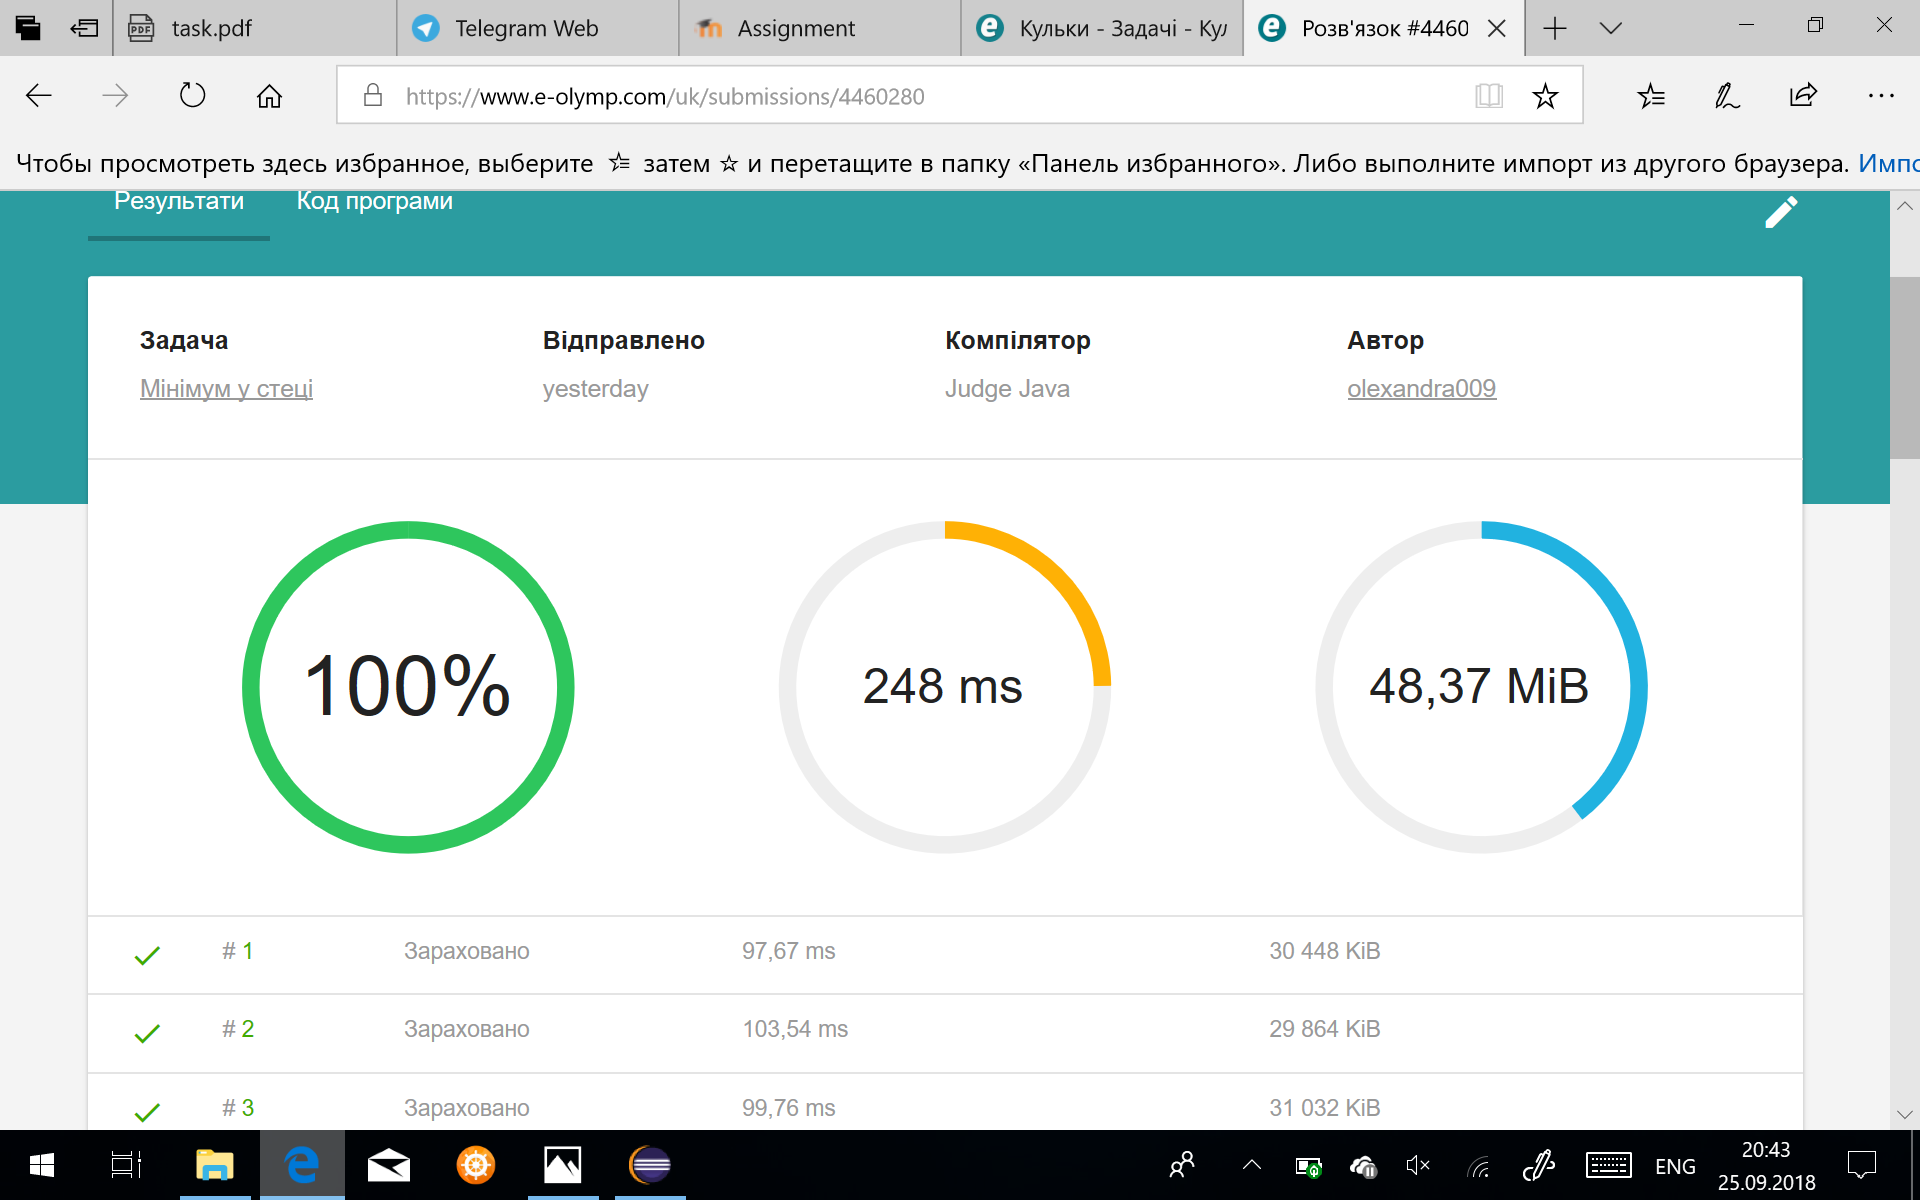 task.pdf
Telegram Web
Assignment
Кульки - Задачі - Кул
Розв'язок #4460
https://www.e-olymp.com/uk/submissions/4460280
Чтобы просмотреть здесь избранное, выберите затем и перетащите в папку «Панель избранного». Либо выполните импорт из другого браузера. Импо
Результати Код програми
Задача Відправлено Компілятор Автор
Мінімум у стеці yesterday Judge Java olexandra009
100% 248 ms 48,37 MiB
# 1 Зараховано 97,67 ms 30 448 KiB
# 2 Зараховано 103,54 ms 29 864 KiB
# 3 Зараховано 99,76 ms 31 032 KiB
ENG
20:43
25.09.2018